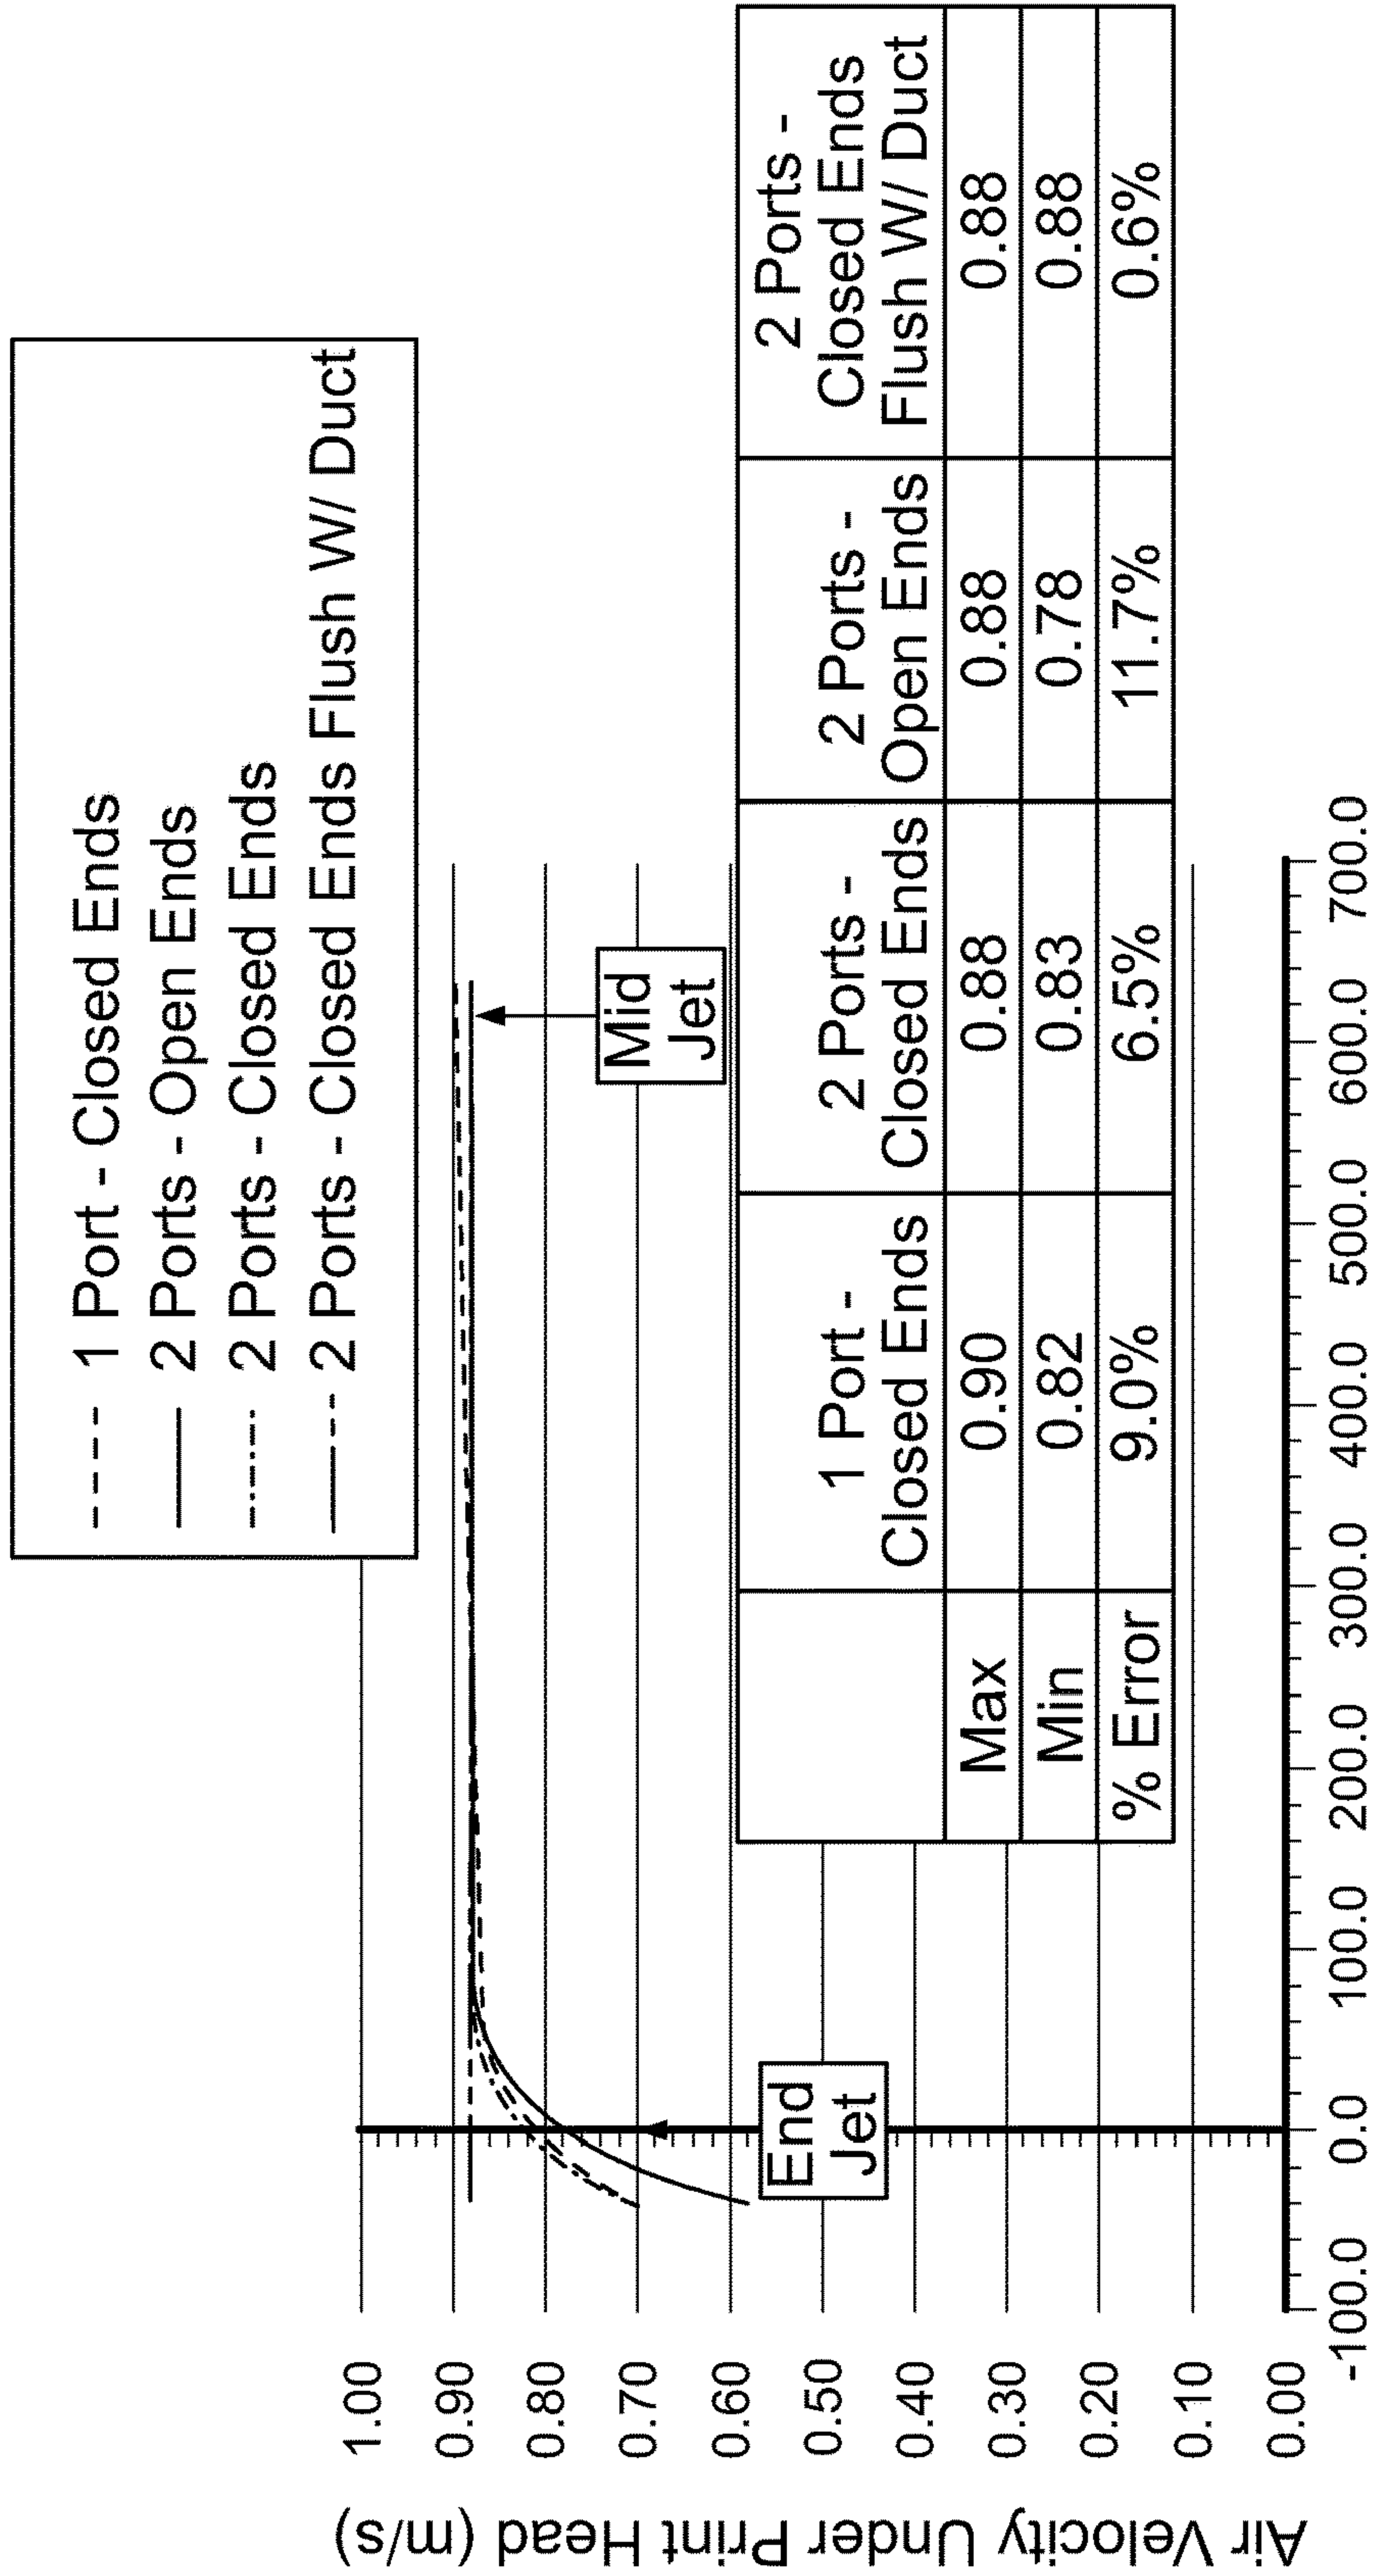 1 Port - Closed Ends
2 Ports - Open Ends
2 Ports - Closed Ends
2 Ports - Closed Ends Flush W/ Duct
Air Velocity Under Print Head (m/s)
1.00
0.90
0.80
0.70
0.60
0.50
0.40
0.30
0.20
0.10
0.00
Mid
Jet
End
Jet
1 Port -
Closed Ends
2 Ports -
Closed Ends
2 Ports -
Open Ends
2 Ports -
Closed Ends
Flush W/ Duct
Max 0.90 0.88 0.88 0.88
Min 0.82 0.83 0.78 0.88
% Error 9.0% 6.5% 11.7% 0.6%
-100.0 0.0 100.0 200.0 300.0 400.0 500.0 600.0 700.0